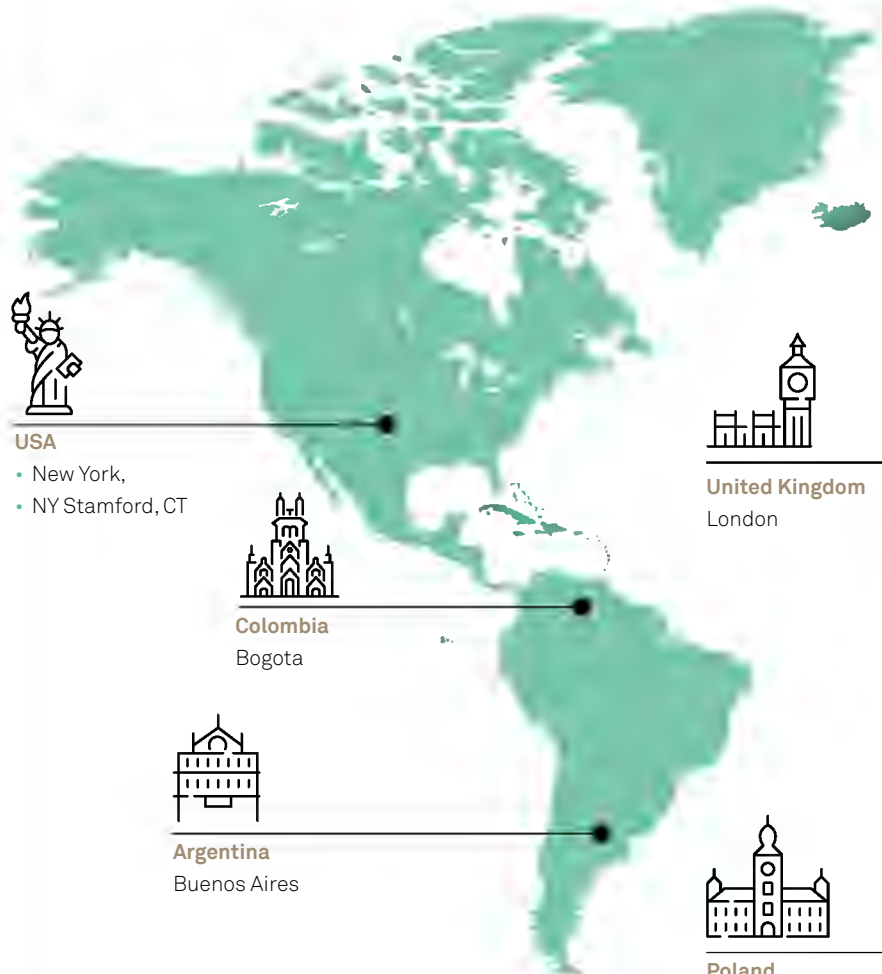 USA
• New York,
• NY Stamford, CT
United Kingdom
London
Colombia
Bogota
Argentina
Buenos Aires
Poland